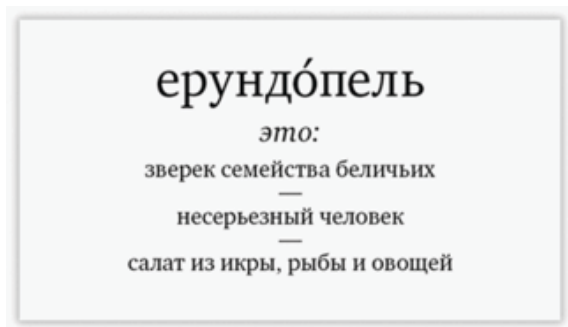 ерундо́пель
это:
зверек семейства беличьих
—
несерьезный человек
—
салат из икры, рыбы и овощей